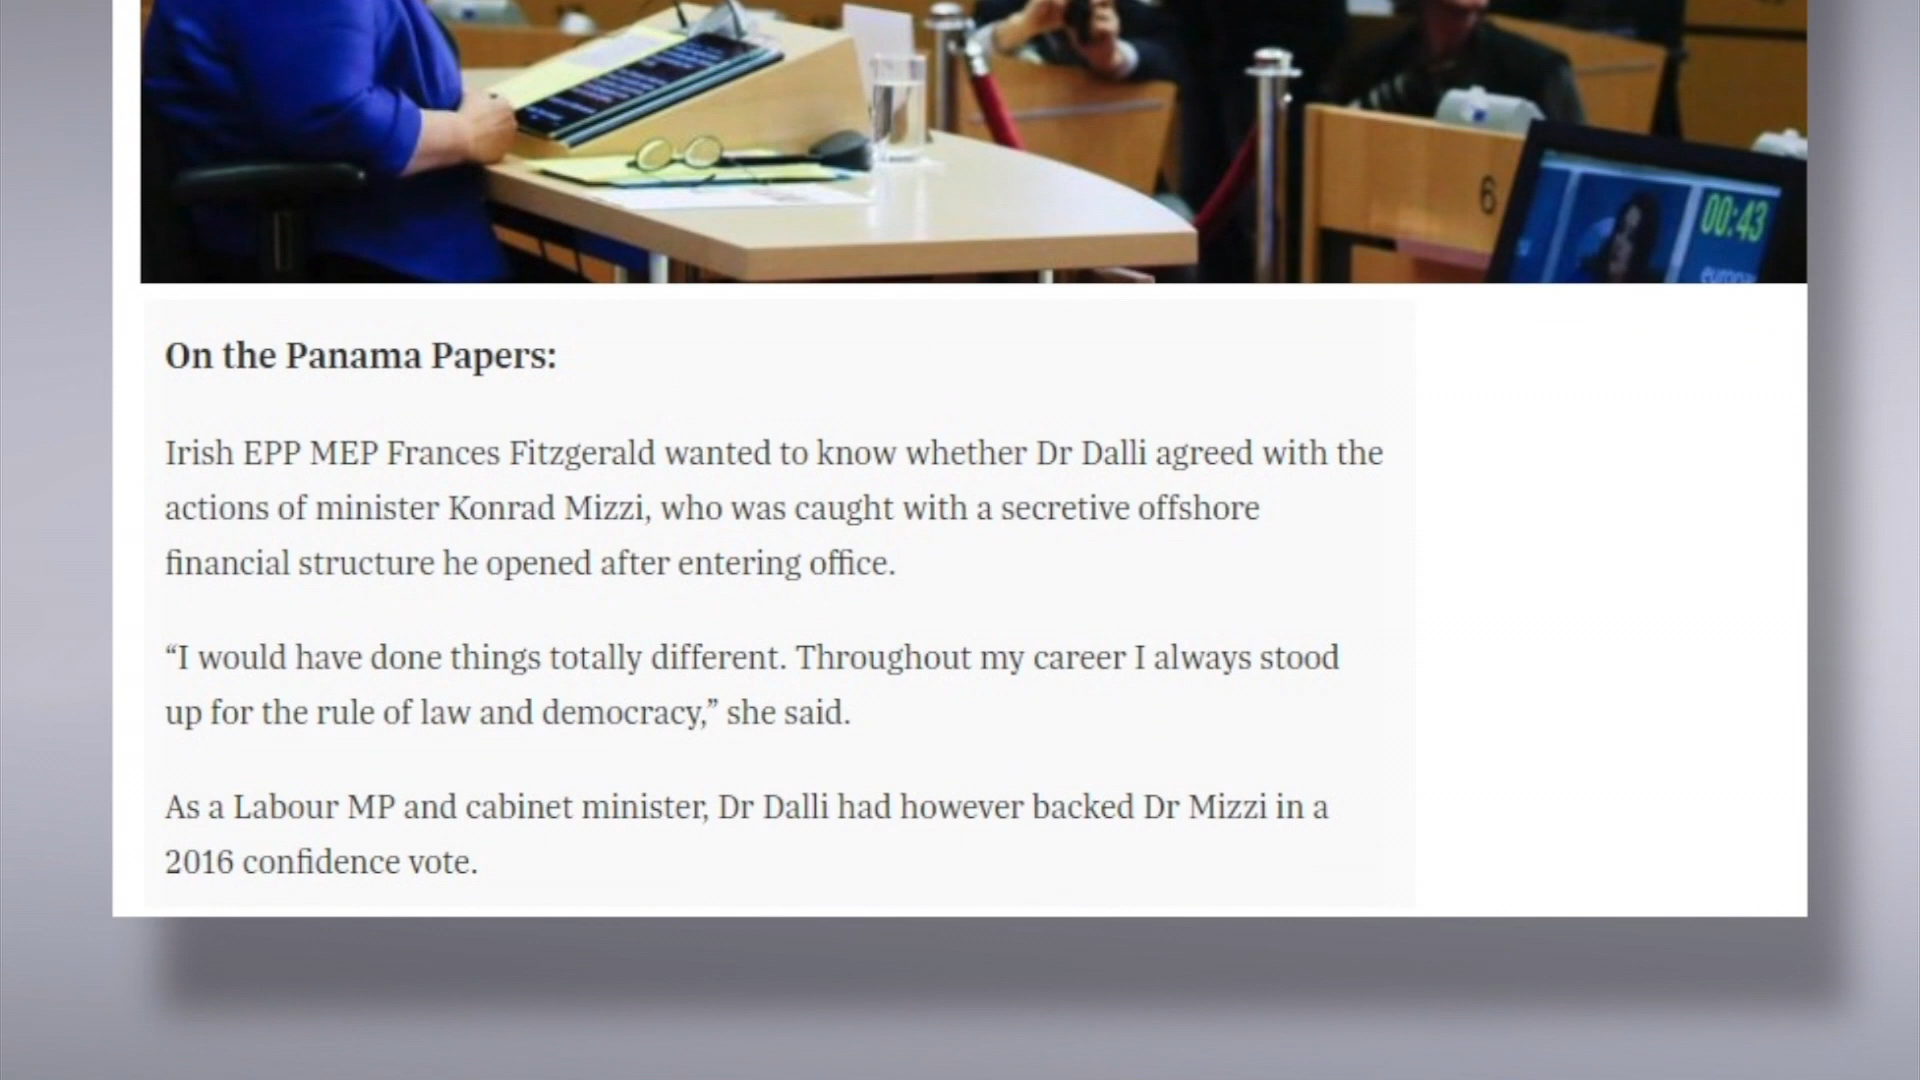 6
00:43
On the Panama Papers:
Irish EPP MEP Frances Fitzgerald wanted to know whether Dr Dalli agreed with the
actions of minister Konrad Mizzi, who was caught with a secretive offshore
financial structure he opened after entering office.
“I would have done things totally different. Throughout my career I always stood
up for the rule of law and democracy,” she said.
As a Labour MP and cabinet minister, Dr Dalli had however backed Dr Mizzi in a
2016 confidence vote.